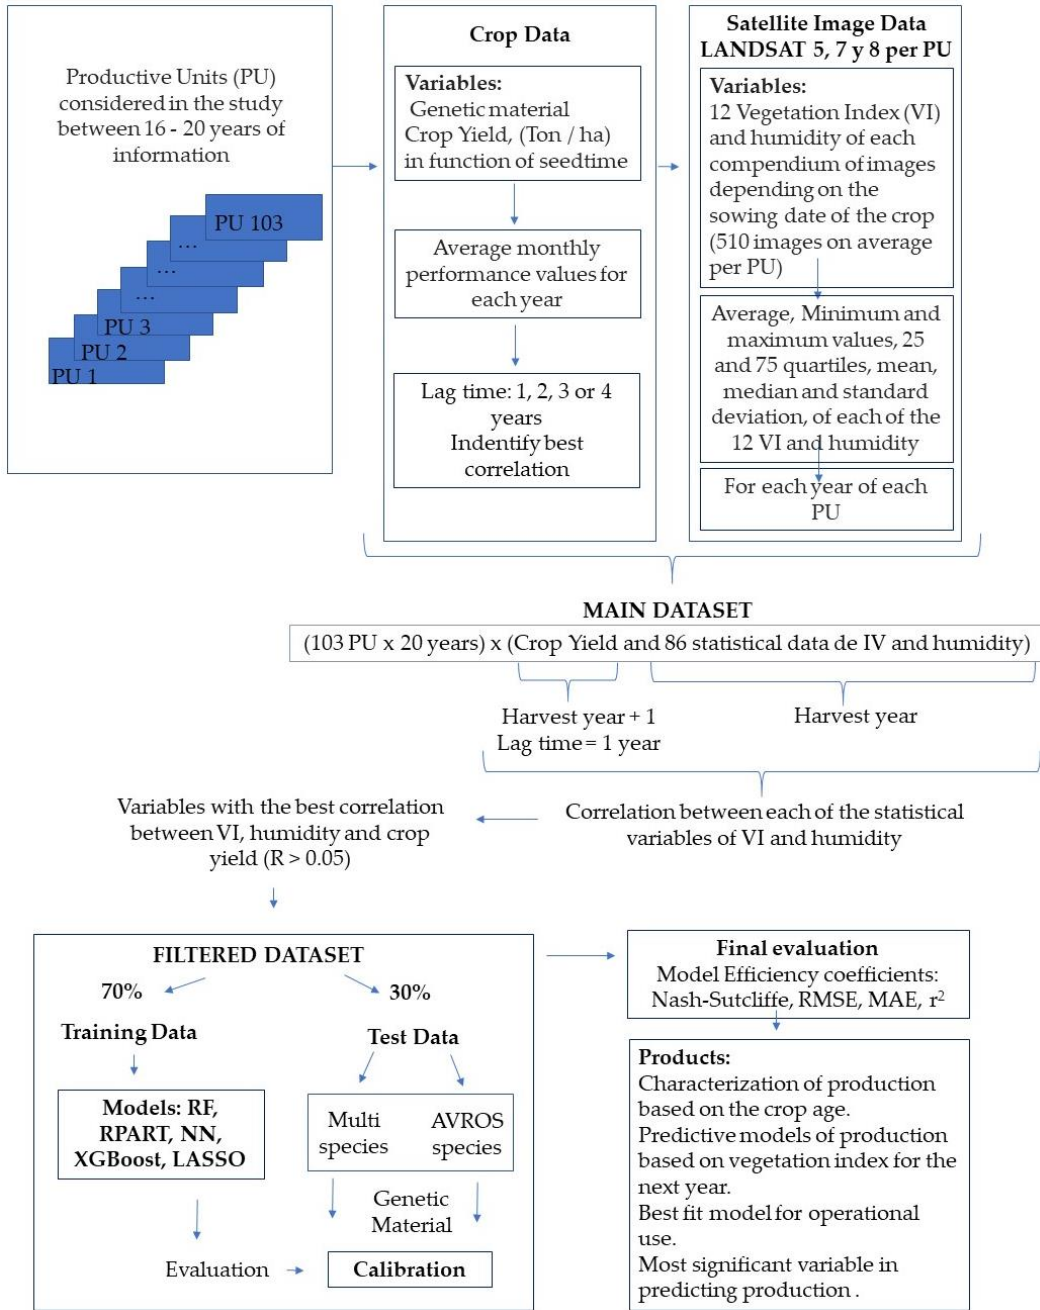 Productive Units (PU)
considered in the study
between 16 - 20 years of
information
PU 103
...
...
...
PU 3
PU 2
PU 1
Crop Data
Variables:
Genetic material
Crop Yield, (Ton / ha)
in function of seedtime
Average monthly
performance values for
each year
Lag time: 1, 2, 3 or 4
years
Indentify best
correlation
Satellite Image Data
LANDSAT 5, 7 y 8 per PU
Variables:
12 Vegetation Index (VI)
and humidity of each
compendium of images
depending on the
sowing date of the crop
(510 images on average
per PU)
Average, Minimum and
maximum values, 25
and 75 quartiles, mean,
median and standard
deviation, of each of the
12 VI and humidity
For each year of each
PU
MAIN DATASET
(103 PU x 20 years) x (Crop Yield and 86 statistical data de IV and humidity)
Harvest year + 1
Lag time = 1 year
Harvest year
Correlation between each of the statistical
variables of VI and humidity
Variables with the best correlation
between VI, humidity and crop
yield (R > 0.05)
FILTERED DATASET
70%
30%
Training Data
Test Data
Models: RF,
RPART, NN,
XGBoost, LASSO
Multi
species
AVROS
species
Genetic
Material
Evaluation
Calibration
Final evaluation
Model Efficiency coefficients:
Nash-Sutcliffe, RMSE, MAE, r²
Products:
Characterization of production
based on the crop age.
Predictive models of production
based on vegetation index for the
next year.
Best fit model for operational
use.
Most significant variable in
predicting production .